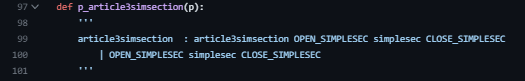 97 def p_article3simsection(p):
98 '''
99 article3simsection : article3simsection OPEN_SIMPLESEC simplesec CLOSE_SIMPLESEC
100 | OPEN_SIMPLESEC simplesec CLOSE_SIMPLESEC
101 '''